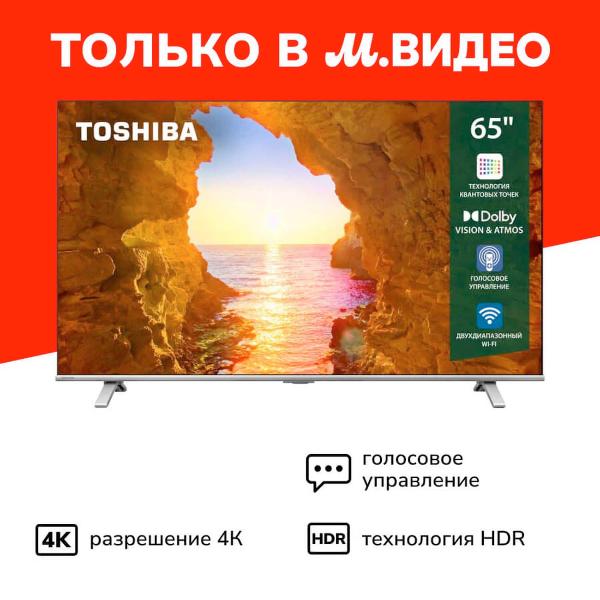 ТОЛЬКО В М.ВИДЕО
TOSHIBA
65"
ТЕХНОЛОГИЯ
КВАНТОВЫХ ТОЧЕК
Dolby
VISION & ATMOS
ГОЛОСОВОЕ
УПРАВЛЕНИЕ
ДВУХДИАПАЗОННЫЙ
WI-FI
голосовое
управление
4K разрешение 4К
HDR технология HDR